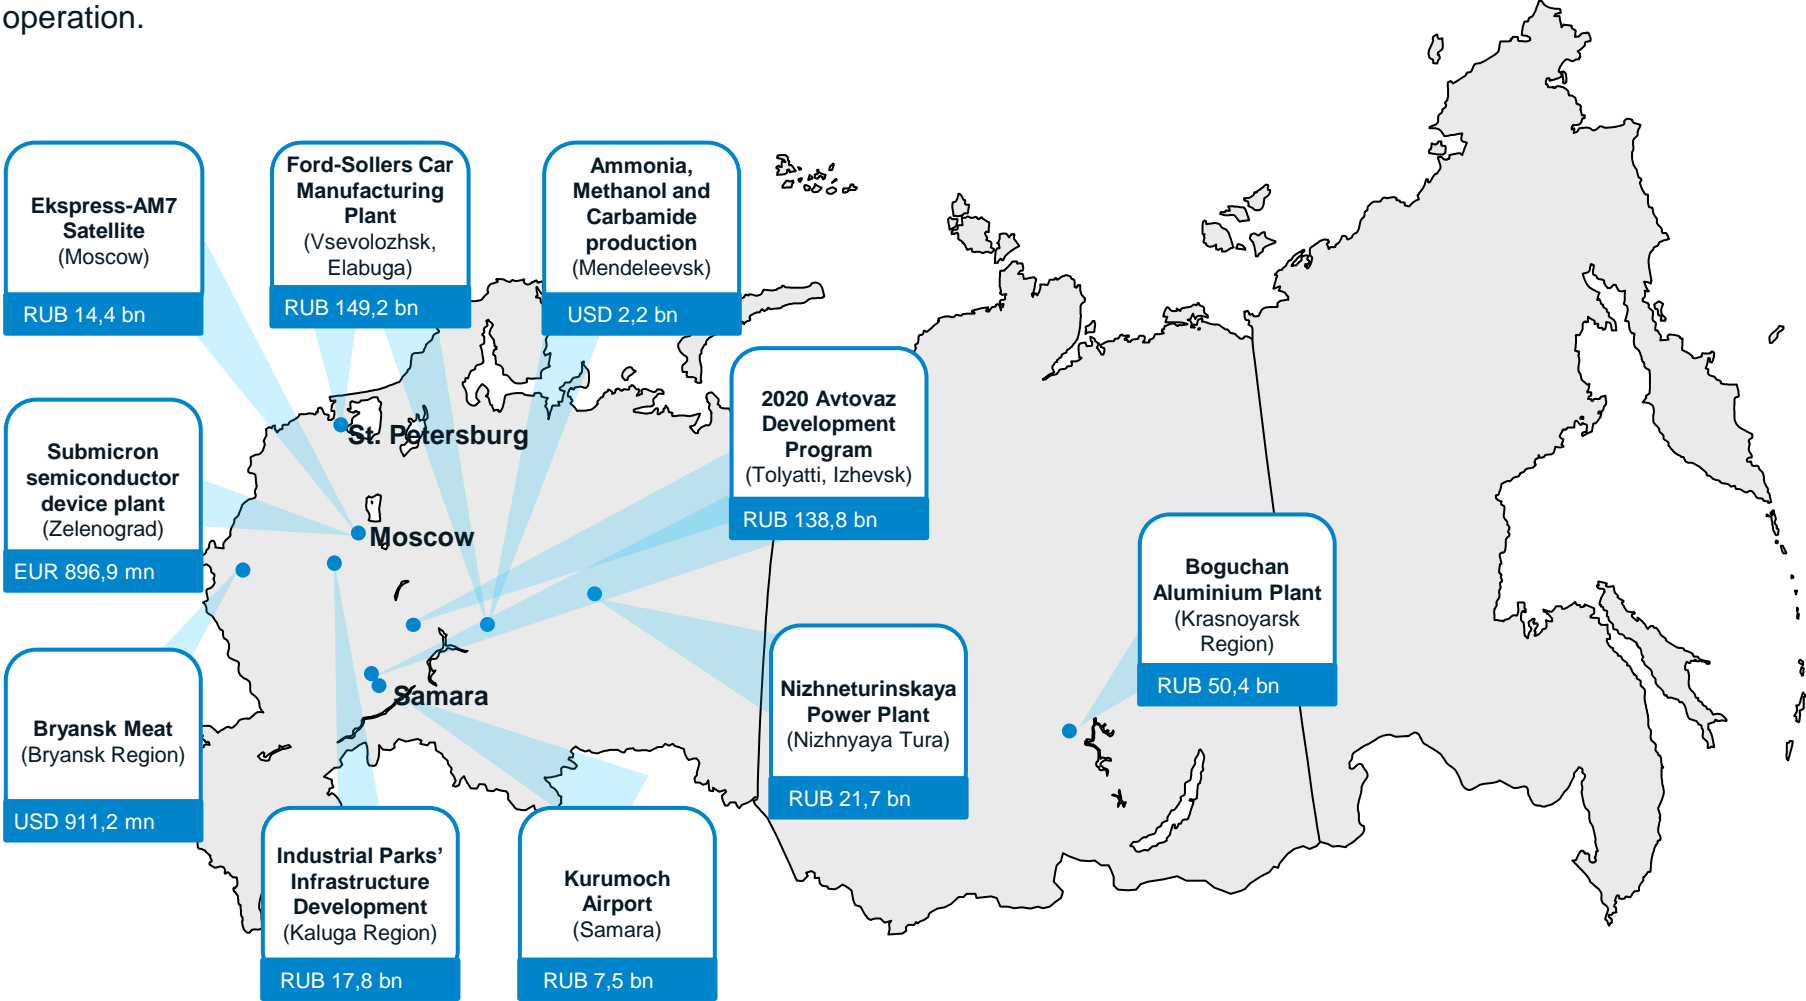 operation.
Ekspress-AM7
Satellite
(Moscow)
RUB 14,4 bn
Ford-Sollers Car
Manufacturing
Plant
(Vsevolozhsk,
Elabuga)
RUB 149,2 bn
Ammonia,
Methanol and
Carbamide
production
(Mendeleevsk)
USD 2,2 bn
2020 Avtovaz
Development
Program
(Tolyatti, Izhevsk)
RUB 138,8 bn
St. Petersburg
Submicron
semiconductor
device plant
(Zelenograd)
EUR 896,9 mn
Moscow
Boguchan
Aluminium Plant
(Krasnoyarsk
Region)
RUB 50,4 bn
Samara
Nizhneturinskaya
Power Plant
(Nizhnyaya Tura)
RUB 21,7 bn
Bryansk Meat
(Bryansk Region)
USD 911,2 mn
Industrial Parks’
Infrastructure
Development
(Kaluga Region)
RUB 17,8 bn
Kurumoch
Airport
(Samara)
RUB 7,5 bn